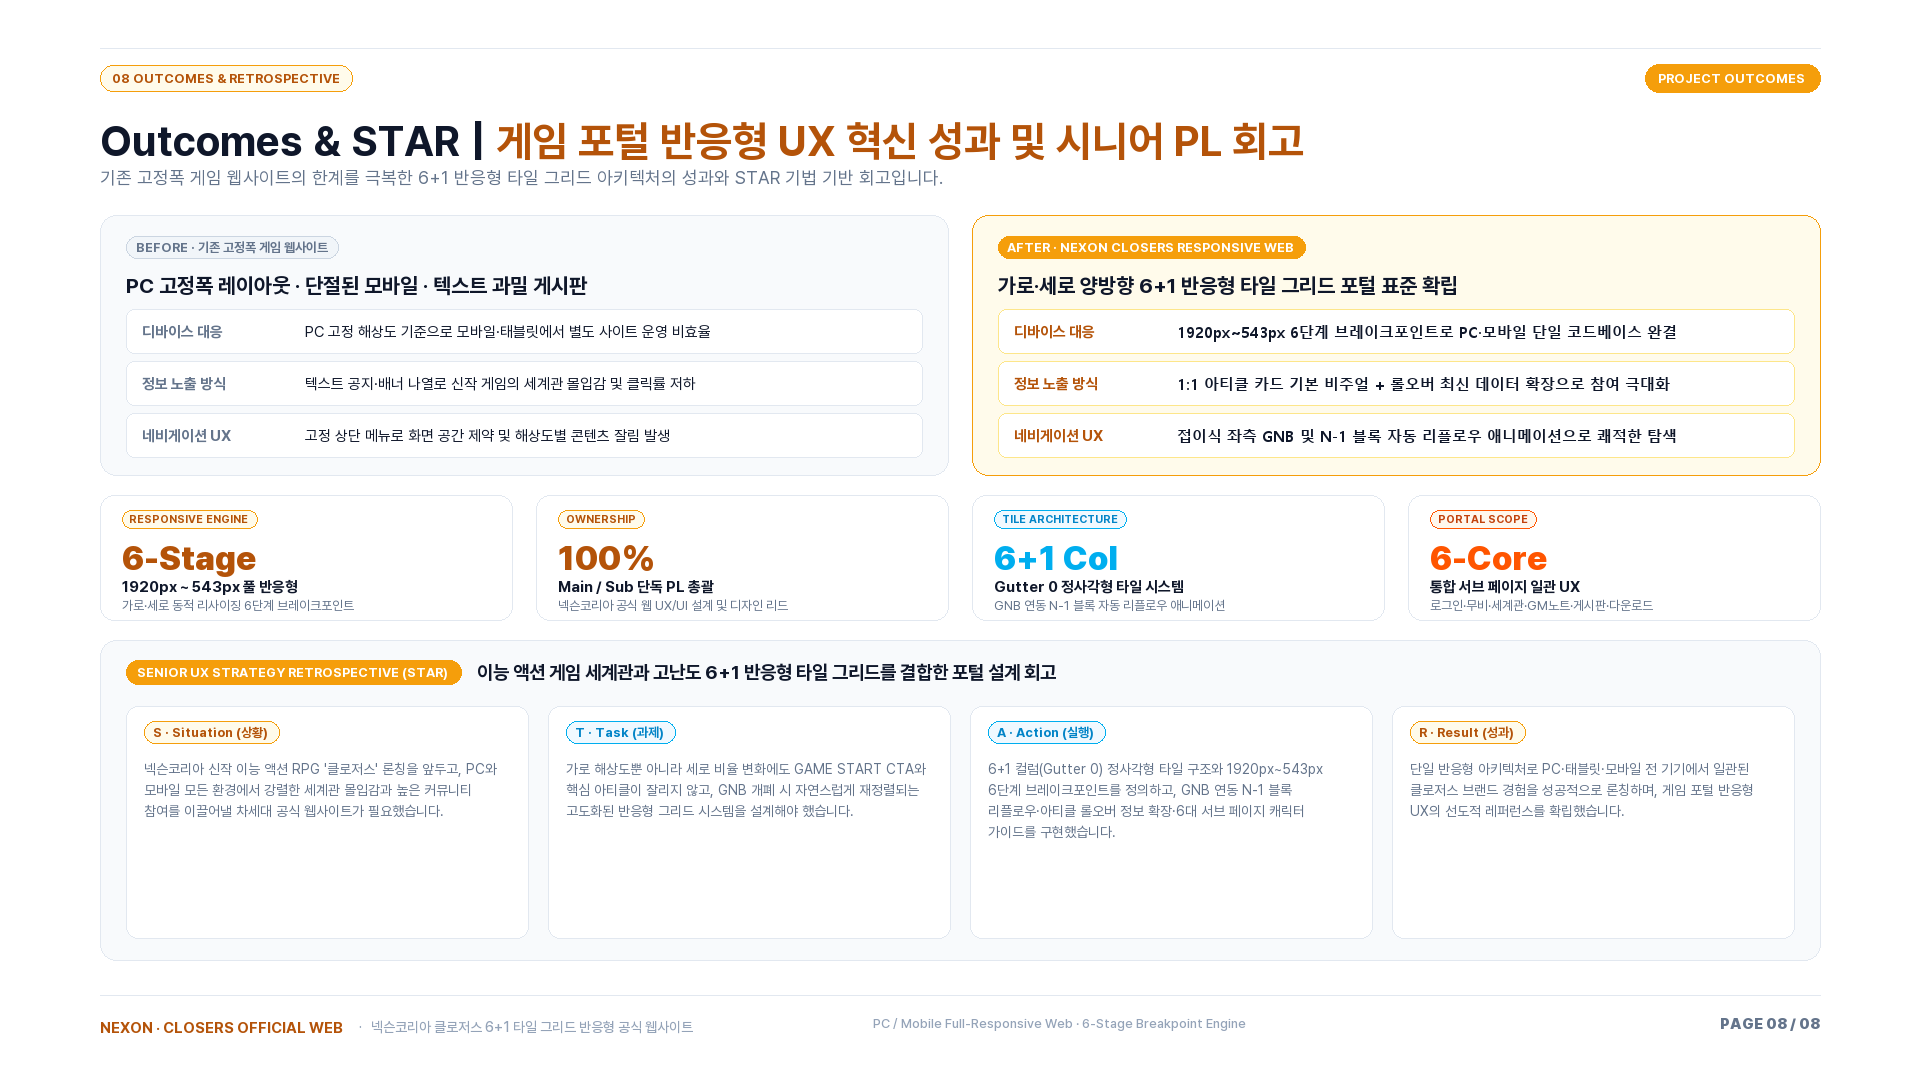 08 OUTCOMES & RETROSPECTIVE
PROJECT OUTCOMES
Outcomes & STAR | 게임 포털 반응형 UX 혁신 성과 및 시니어 PL 회고
기존 고정폭 게임 웹사이트의 한계를 극복한 6+1 반응형 타일 그리드 아키텍처의 성과와 STAR 기법 기반 회고입니다.
BEFORE · 기존 고정폭 게임 웹사이트
PC 고정폭 레이아웃 · 단절된 모바일 · 텍스트 과밀 게시판
디바이스 대응
PC 고정 해상도 기준으로 모바일·태블릿에서 별도 사이트 운영 비효율
정보 노출 방식
텍스트 공지·배너 나열로 신작 게임의 세계관 몰입감 및 클릭률 저하
네비게이션 UX
고정 상단 메뉴로 화면 공간 제약 및 해상도별 콘텐츠 잘림 발생
AFTER · NEXON CLOSERS RESPONSIVE WEB
가로·세로 양방향 6+1 반응형 타일 그리드 포털 표준 확립
디바이스 대응
1920px~543px 6단계 브레이크포인트로 PC·모바일 단일 코드베이스 완결
정보 노출 방식
1:1 아티클 카드 기본 비주얼 + 롤오버 최신 데이터 확장으로 참여 극대화
네비게이션 UX
접이식 좌측 GNB 및 N-1 블록 자동 리플로우 애니메이션으로 쾌적한 탐색
RESPONSIVE ENGINE
6-Stage
1920px ~ 543px 풀 반응형
가로·세로 동적 리사이징 6단계 브레이크포인트
OWNERSHIP
100%
Main / Sub 단독 PL 총괄
넥슨코리아 공식 웹 UX/UI 설계 및 디자인 리드
TILE ARCHITECTURE
6+1 Col
Gutter 0 정사각형 타일 시스템
GNB 연동 N-1 블록 자동 리플로우 애니메이션
PORTAL SCOPE
6-Core
통합 서브 페이지 일관 UX
로그인·무비·세계관·GM노트·게시판·다운로드
SENIOR UX STRATEGY RETROSPECTIVE (STAR)
이능 액션 게임 세계관과 고난도 6+1 반응형 타일 그리드를 결합한 포털 설계 회고
S · Situation (상황)
넥슨코리아 신작 이능 액션 RPG '클로저스' 론칭을 앞두고, PC와
모바일 모든 환경에서 강렬한 세계관 몰입감과 높은 커뮤니티
참여를 이끌어낼 차세대 공식 웹사이트가 필요했습니다.
T · Task (과제)
가로 해상도뿐 아니라 세로 비율 변화에도 GAME START CTA와
핵심 아티클이 잘리지 않고, GNB 개폐 시 자연스럽게 재정렬되는
고도화된 반응형 그리드 시스템을 설계해야 했습니다.
A · Action (실행)
6+1 컬럼(Gutter 0) 정사각형 타일 구조와 1920px~543px
6단계 브레이크포인트를 정의하고, GNB 연동 N-1 블록
리플로우·아티클 롤오버 정보 확장·6대 서브 페이지 캐릭터
가이드를 구현했습니다.
R · Result (성과)
단일 반응형 아키텍처로 PC·태블릿·모바일 전 기기에서 일관된
클로저스 브랜드 경험을 성공적으로 론칭하며, 게임 포털 반응형
UX의 선도적 레퍼런스를 확립했습니다.
NEXON · CLOSERS OFFICIAL WEB · 넥슨코리아 클로저스 6+1 타일 그리드 반응형 공식 웹사이트
PC / Mobile Full-Responsive Web · 6-Stage Breakpoint Engine
PAGE 08 / 08